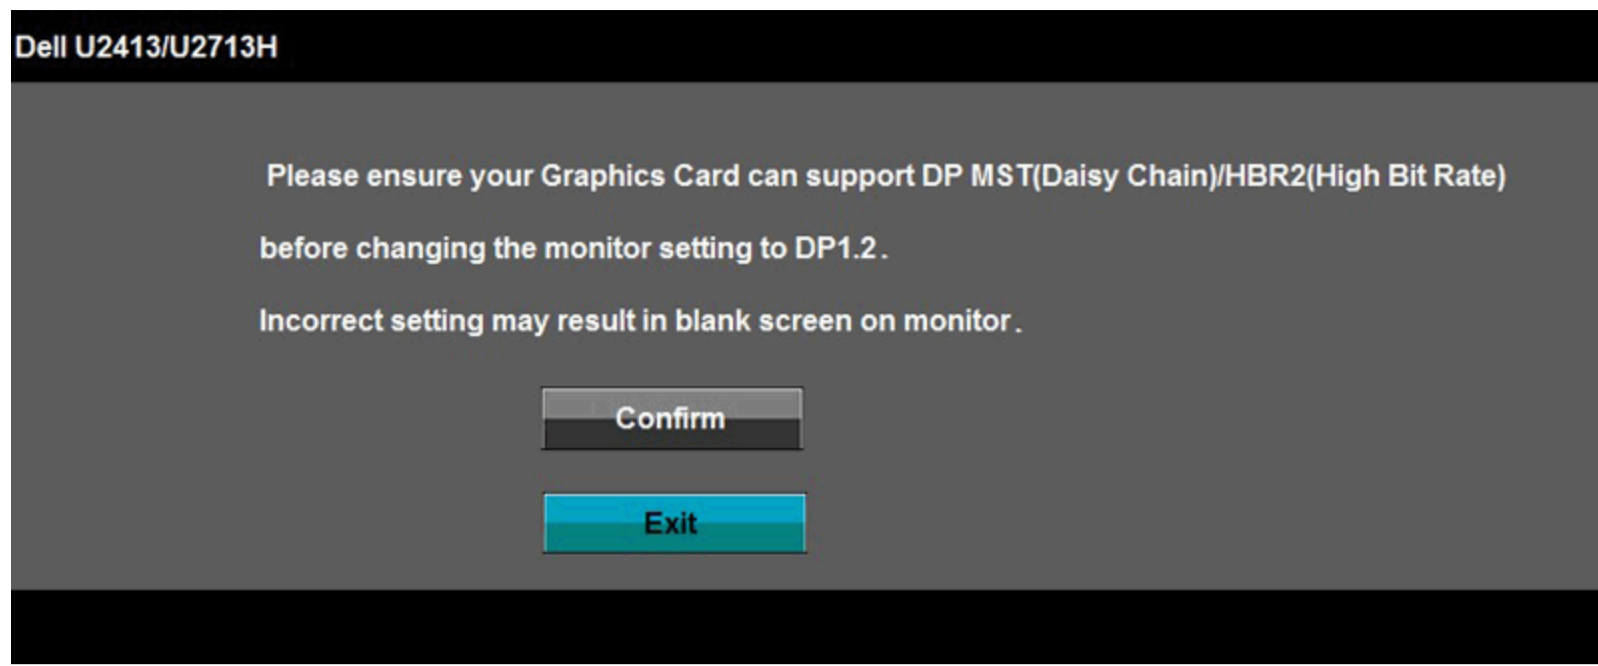 Dell U2413/U2713H
Please ensure your Graphics Card can support DP MST(Daisy Chain)/HBR2(High Bit Rate)
before changing the monitor setting to DP1.2.
Incorrect setting may result in blank screen on monitor.
Confirm
Exit